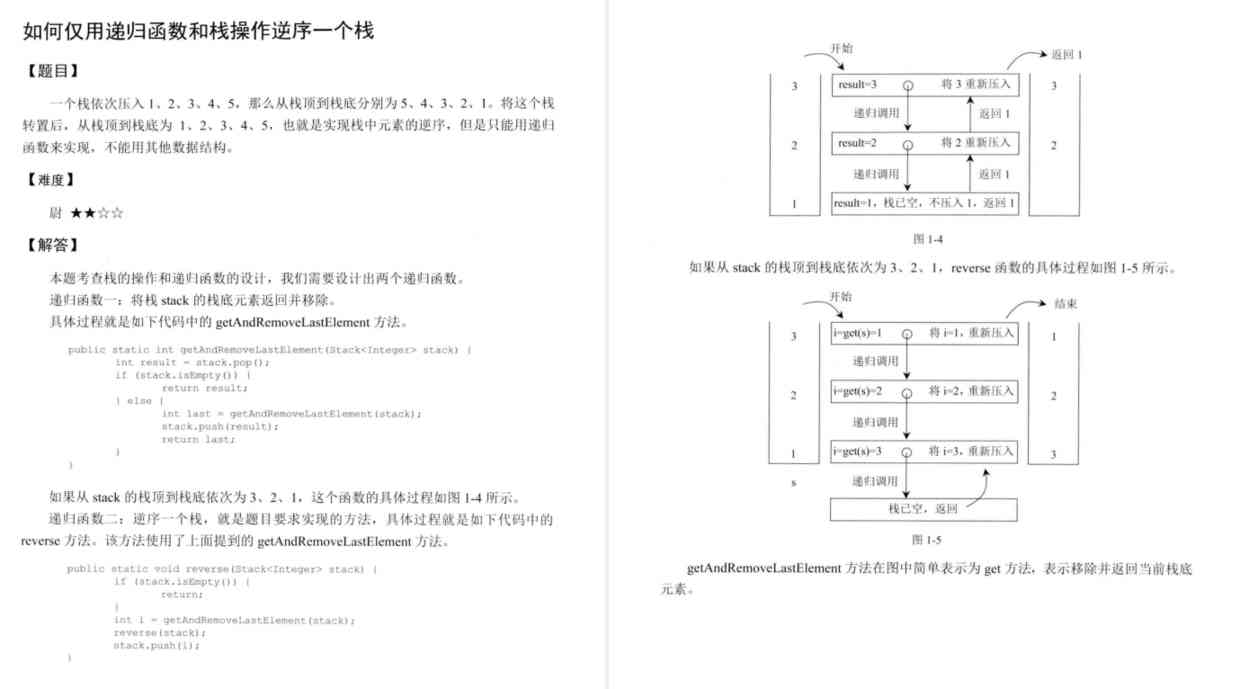 如何仅用递归函数和栈操作逆序一个栈
【题目】
一个栈依次压入 1、2、3、4、5，那么从栈顶到栈底分别为 5、4、3、2、1。将这个栈
转置后，从栈顶到栈底为 1、2、3、4、5，也就是实现栈中元素的逆序，但是只能用递归
函数来实现，不能用其他数据结构。
【难度】
尉 ★★☆☆
【解答】
本题考查栈的操作和递归函数的设计，我们需要设计出两个递归函数。
递归函数一：将栈 stack 的栈底元素返回并移除。
具体过程就是如下代码中的 getAndRemoveLastElement 方法。
public static int getAndRemoveLastElement(Stack<Integer> stack) {
int result = stack.pop();
if (stack.isEmpty()) {
return result;
} else {
int last = getAndRemoveLastElement(stack);
stack.push(result);
return last;
}
}
如果从 stack 的栈顶到栈底依次为 3、2、1，这个函数的具体过程如图 1-4 所示。
递归函数二：逆序一个栈，就是题目要求实现的方法，具体过程就是如下代码中的
reverse 方法。该方法使用了上面提到的 getAndRemoveLastElement 方法。
public static void reverse(Stack<Integer> stack) {
if (stack.isEmpty()) {
return;
}
int i = getAndRemoveLastElement(stack);
reverse(stack);
stack.push(i);
}
开始
返回 1
3 result=3 将 3 重新压入 3
递归调用 返回 1
2 result=2 将 2 重新压入 2
递归调用 返回 1
1 result=1，栈已空，不压入 1，返回 1
图 1-4
如果从 stack 的栈顶到栈底依次为 3、2、1，reverse 函数的具体过程如图 1-5 所示。
开始
结束
3 i=get(s)=1 将 i=1，重新压入 1
递归调用
2 i=get(s)=2 将 i=2，重新压入 2
递归调用
1 i=get(s)=3 将 i=3，重新压入 3
s 递归调用
栈已空，返回
图 1-5
getAndRemoveLastElement 方法在图中简单表示为 get 方法，表示移除并返回当前栈底
元素。